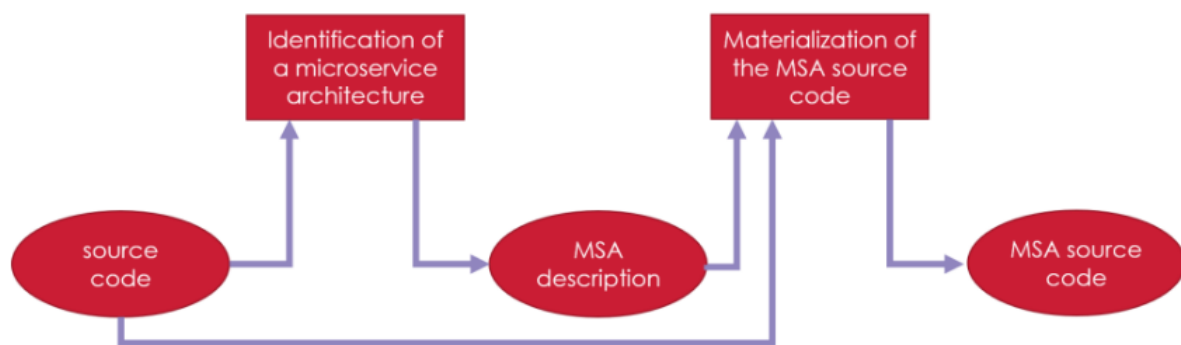 Identification of
a microservice
architecture
Materialization of
the MSA source
code
source
code
MSA
description
MSA source
code